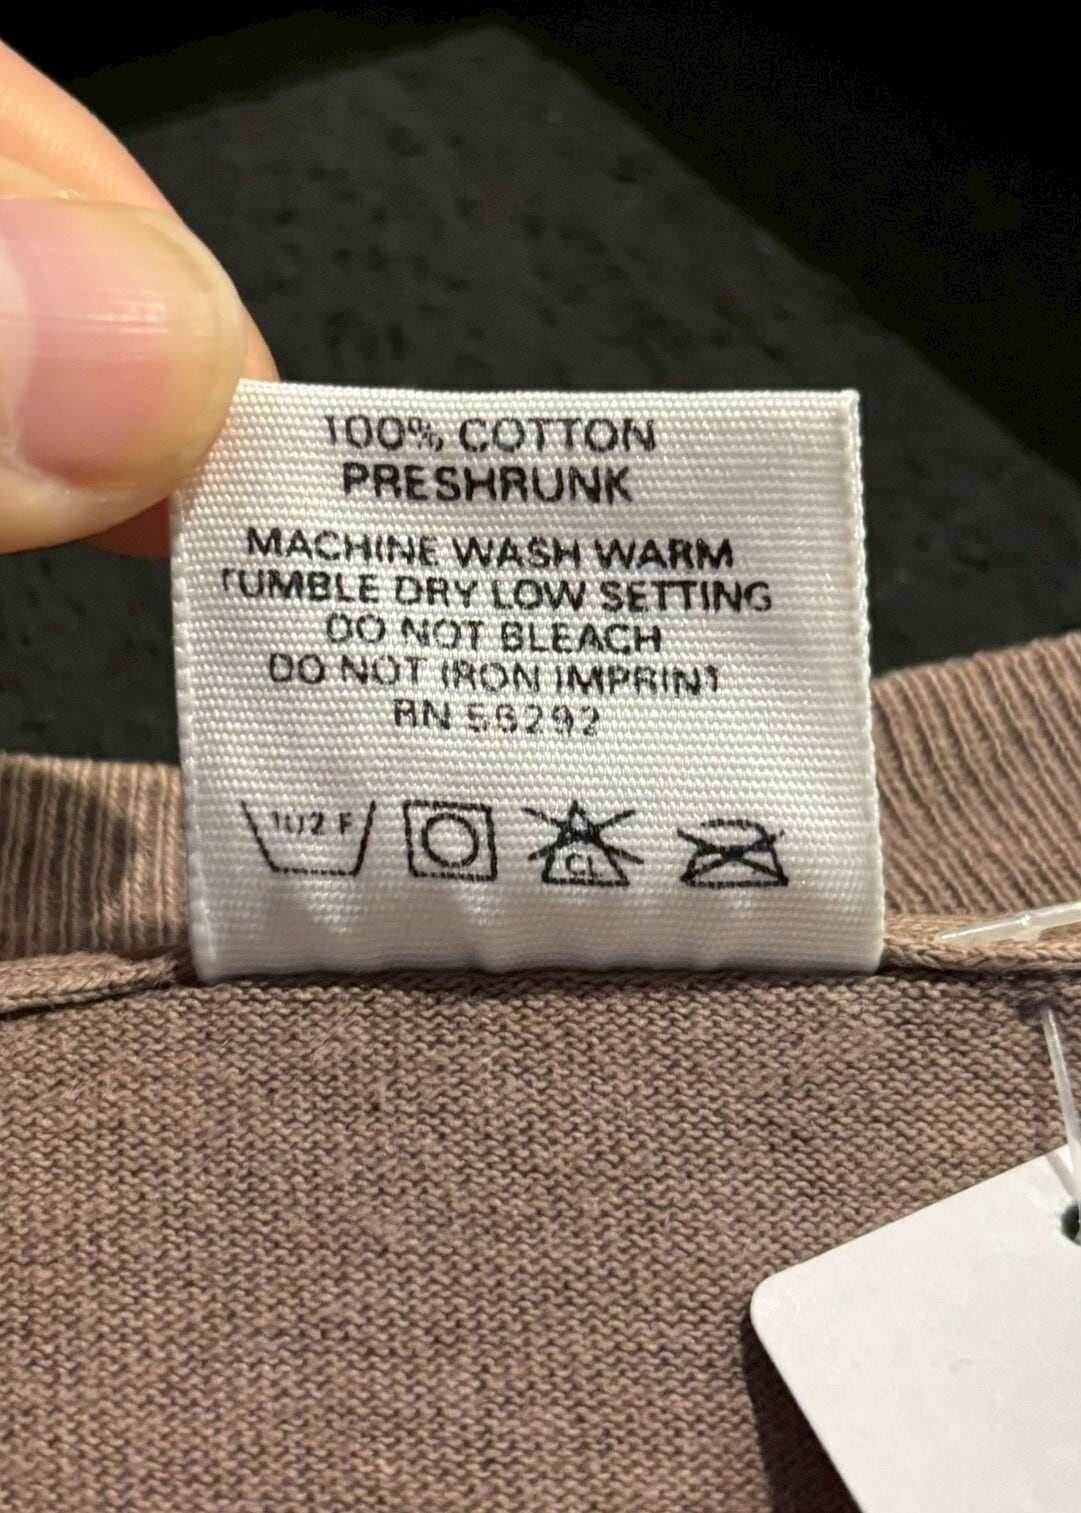 100% COTTON
PRESHRUNK
MACHINE WASH WARM
TUMBLE DRY LOW SETTING
DO NOT BLEACH
DO NOT IRON IMPRINT
RN 56292
102 F
CL